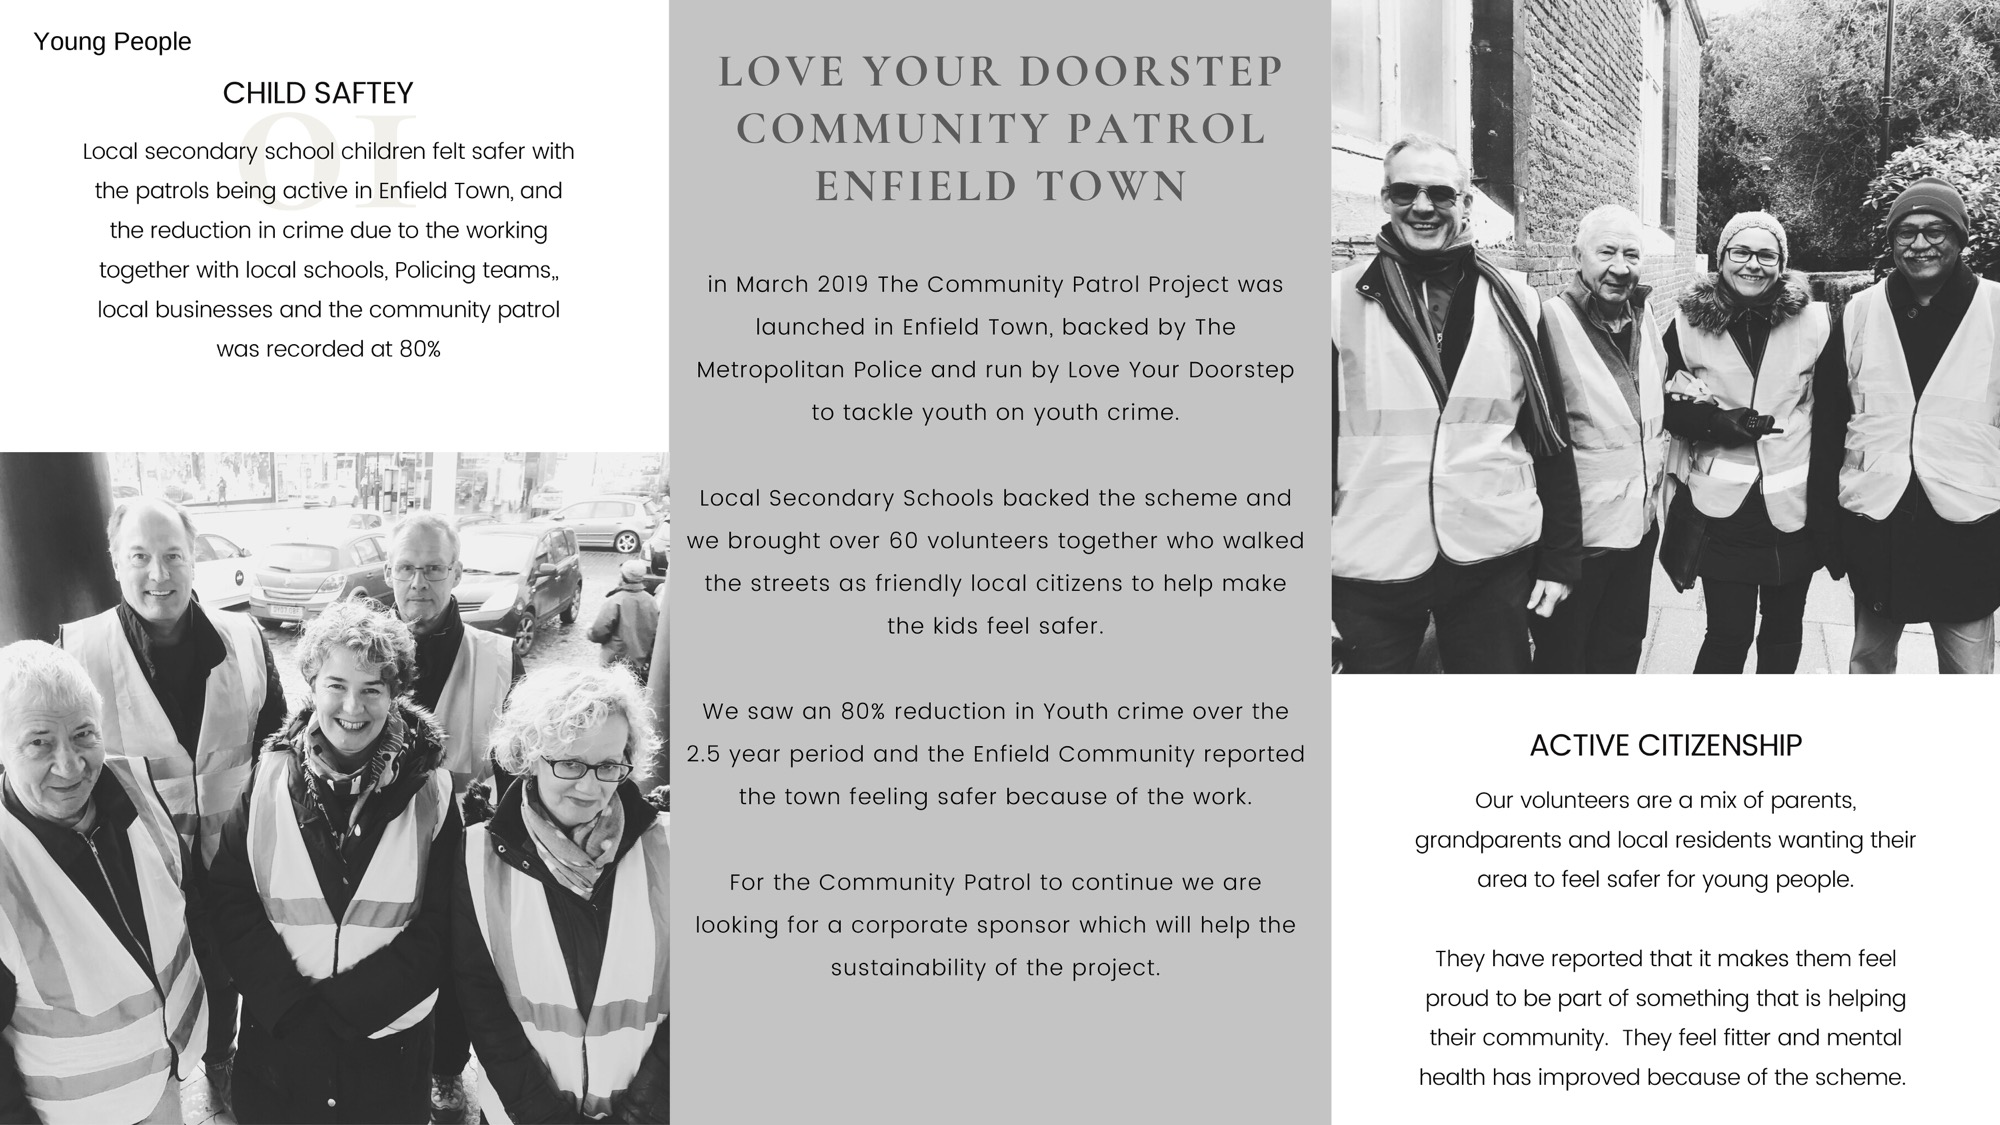 Young People
CHILD SAFTEY
01
Local secondary school children felt safer with
the patrols being active in Enfield Town, and
the reduction in crime due to the working
together with local schools, Policing teams,,
local businesses and the community patrol
was recorded at 80%
LOVE YOUR DOORSTEP
COMMUNITY PATROL
ENFIELD TOWN
in March 2019 The Community Patrol Project was
launched in Enfield Town, backed by The
Metropolitan Police and run by Love Your Doorstep
to tackle youth on youth crime.
Local Secondary Schools backed the scheme and
we brought over 60 volunteers together who walked
the streets as friendly local citizens to help make
the kids feel safer.
We saw an 80% reduction in Youth crime over the
2.5 year period and the Enfield Community reported
the town feeling safer because of the work.
For the Community Patrol to continue we are
looking for a corporate sponsor which will help the
sustainability of the project.
ACTIVE CITIZENSHIP
Our volunteers are a mix of parents,
grandparents and local residents wanting their
area to feel safer for young people.
They have reported that it makes them feel
proud to be part of something that is helping
their community.  They feel fitter and mental
health has improved because of the scheme.